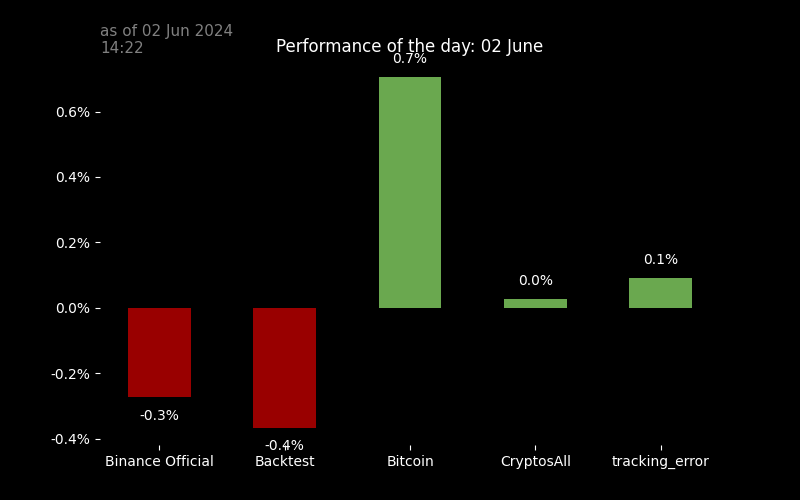 as of 02 Jun 2024
14:22
Performance of the day: 02 June
0.7%
0.6%
0.4%
0.2%
0.0%
-0.2%
-0.4%
0.0%
0.1%
-0.3%
-0.4%
Binance Official
Backtest
Bitcoin
CryptosAll
tracking_error